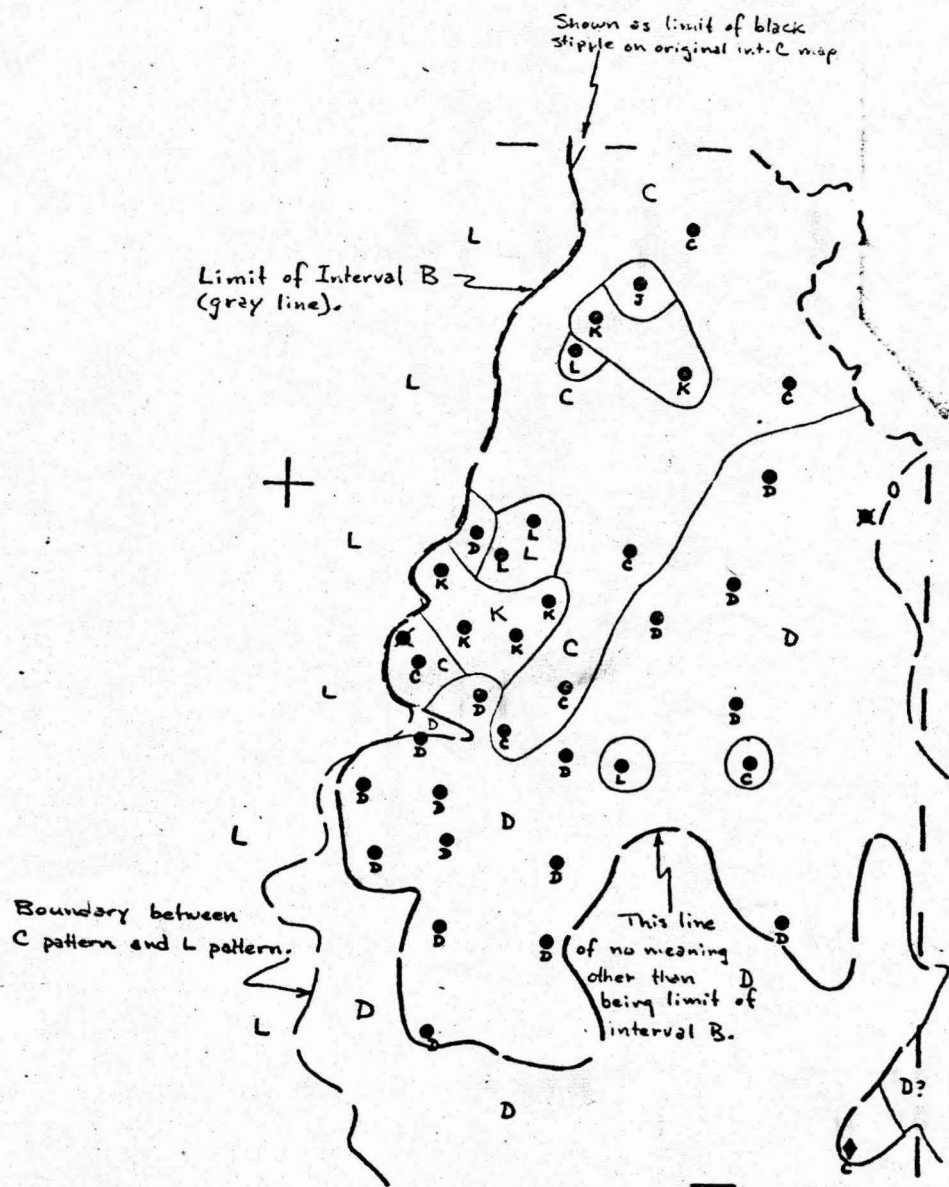 Shown as limit of black
stipple on original int. C map
C
L
C
Limit of Interval B
(gray line).
J
K
L
K
L
C
C
D
O
L
D
L
L
L
K
C
D
K
K
K
K
D
D
C
C
C
L
D
D
D
C
D
D
C
D
L
C
D
D
D
L
D
D
D
Boundary between
C pattern and L pattern.
This line
of no meaning
other than
being limit of
interval B.
D
D
D
D
D
L
D
D
D?
C